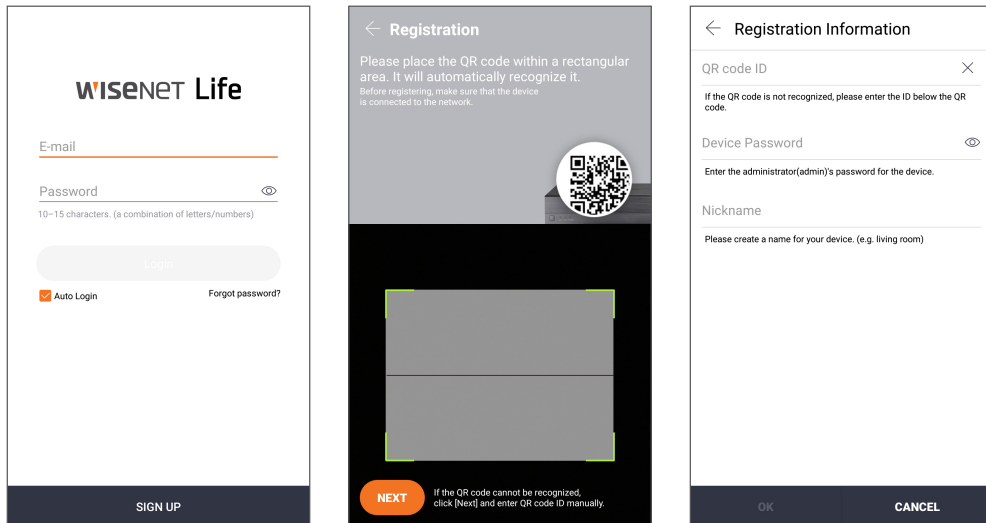 WISENET Life
E-mail
Password
10–15 characters. (a combination of letters/numbers)
Login
Auto Login
Forgot password?
SIGN UP
Registration
Please place the QR code within a rectangular
area. It will automatically recognize it.
Before registering, make sure that the device
is connected to the network.
NEXT
If the QR code cannot be recognized,
click [Next] and enter QR code ID manually.
Registration Information
QR code ID
If the QR code is not recognized, please enter the ID below the QR
code.
Device Password
Enter the administrator(admin)'s password for the device.
Nickname
Please create a name for your device. (e.g. living room)
OK
CANCEL